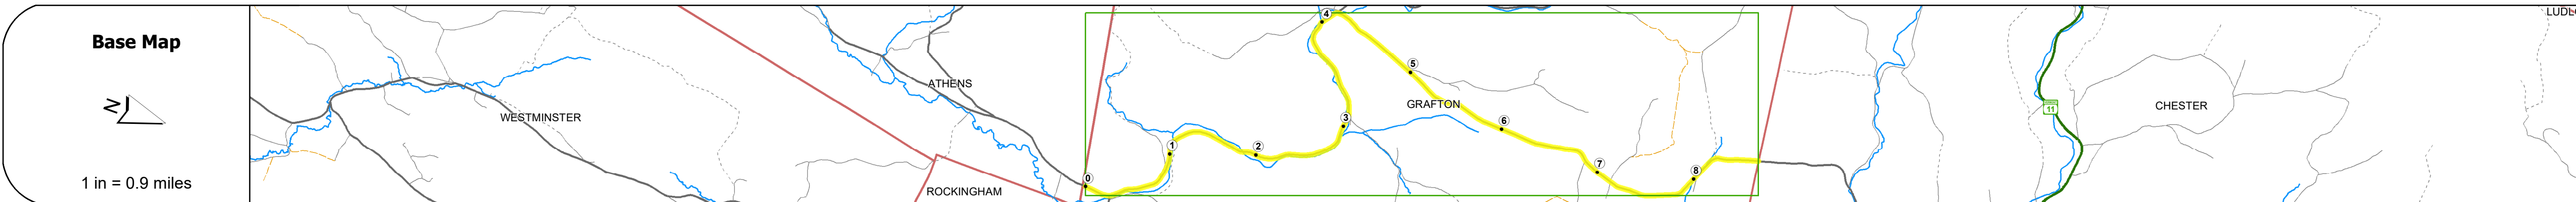 Base Map
N
1 in = 0.9 miles
WESTMINSTER
ATHENS
ROCKINGHAM
0
1
2
3
4
5
GRAFTON
6
7
8
11
CHESTER